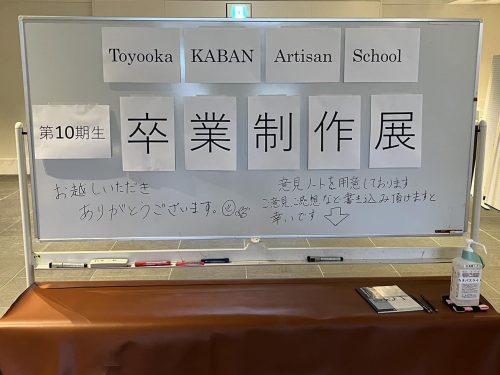 Toyooka KABAN Artisan School
第10期生 卒業制作展
お越しいただき
ありがとうございます。
意見ノートを用意しております
ご意見、ご感想など書き込み頂けますと
幸いです